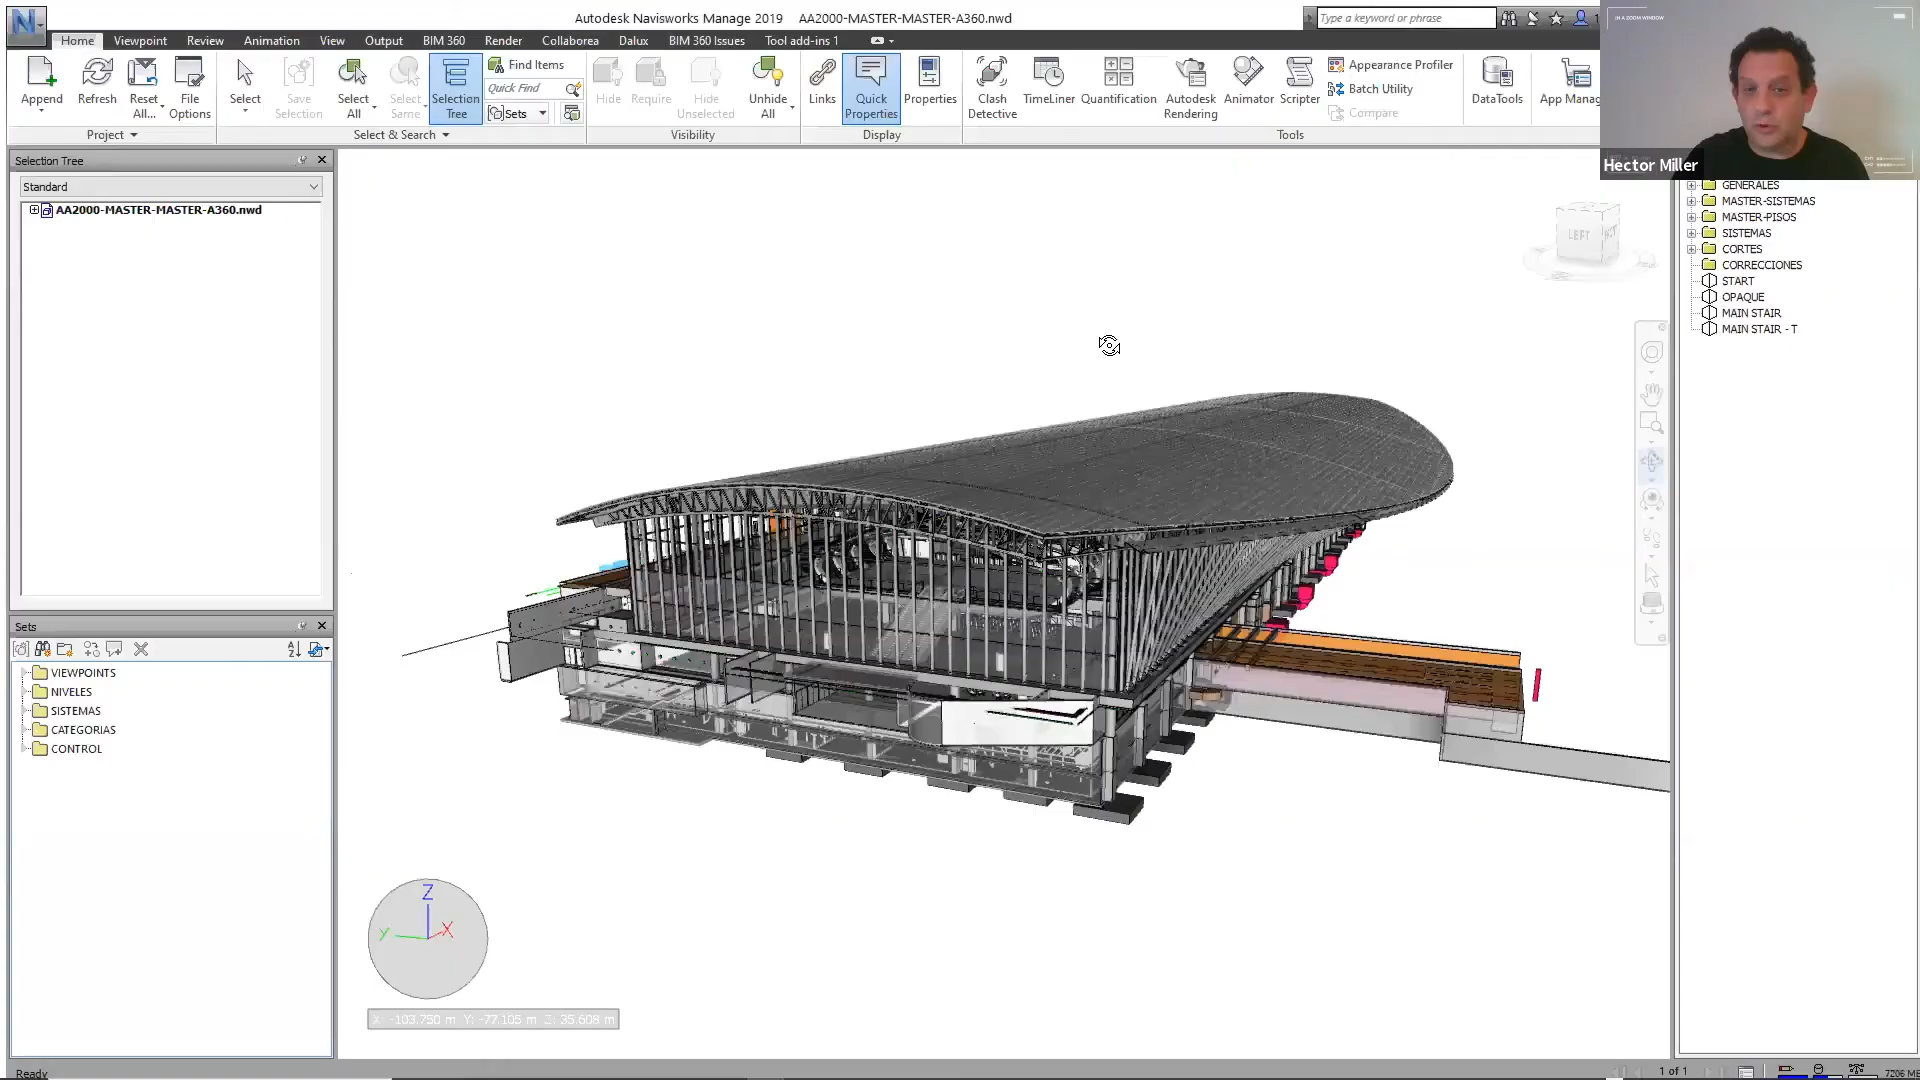 Autodesk Navisworks Manage 2019 AA2000-MASTER-MASTER-A360.nwd
Type a keyword or phrase
IN A ZOOM WINDOW
Home Viewpoint Review Animation View Output BIM 360 Render Collaborea Dalux BIM 360 Issues Tool add-ins 1
Append
Refresh
Reset All...
File Options
Select
Save Selection
Select All
Select Same
Selection Tree
Find Items
Quick Find
Sets
Hide
Require
Hide Unselected
Unhide All
Links
Quick Properties
Properties
Clash Detective
TimeLiner
Quantification
Autodesk Rendering
Animator
Scripter
Appearance Profiler
Batch Utility
Compare
DataTools
App Manag
Project
Select & Search
Visibility
Display
Tools
Hector Miller
Selection Tree
Standard
AA2000-MASTER-MASTER-A360.nwd
Sets
VIEWPOINTS
NIVELES
SISTEMAS
CATEGORIAS
CONTROL
LEFT
Z
Y
X
X: -103.750 m Y: -77.105 m Z: 35.608 m
GENERALES
MASTER-SISTEMAS
MASTER-PISOS
SISTEMAS
CORTES
CORRECCIONES
START
OPAQUE
MAIN STAIR
MAIN STAIR - T
Ready
1 of 1
7206 ME